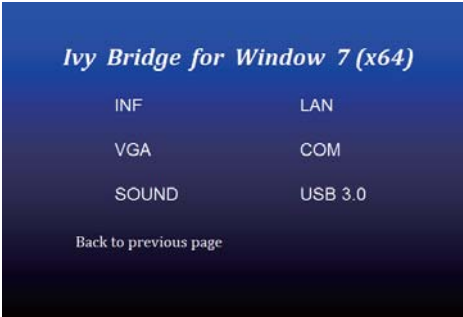 Ivy Bridge for Window 7 (x64)
INF LAN
VGA COM
SOUND USB 3.0
Back to previous page